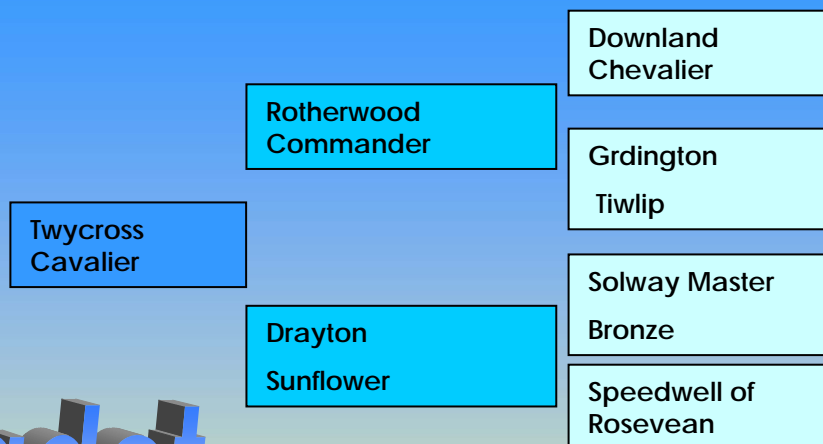 Downland
Chevalier
Rotherwood
Commander
Grdington
Tiwlip
Twycross
Cavalier
Solway Master
Bronze
Drayton
Sunflower
Speedwell of
Rosevean